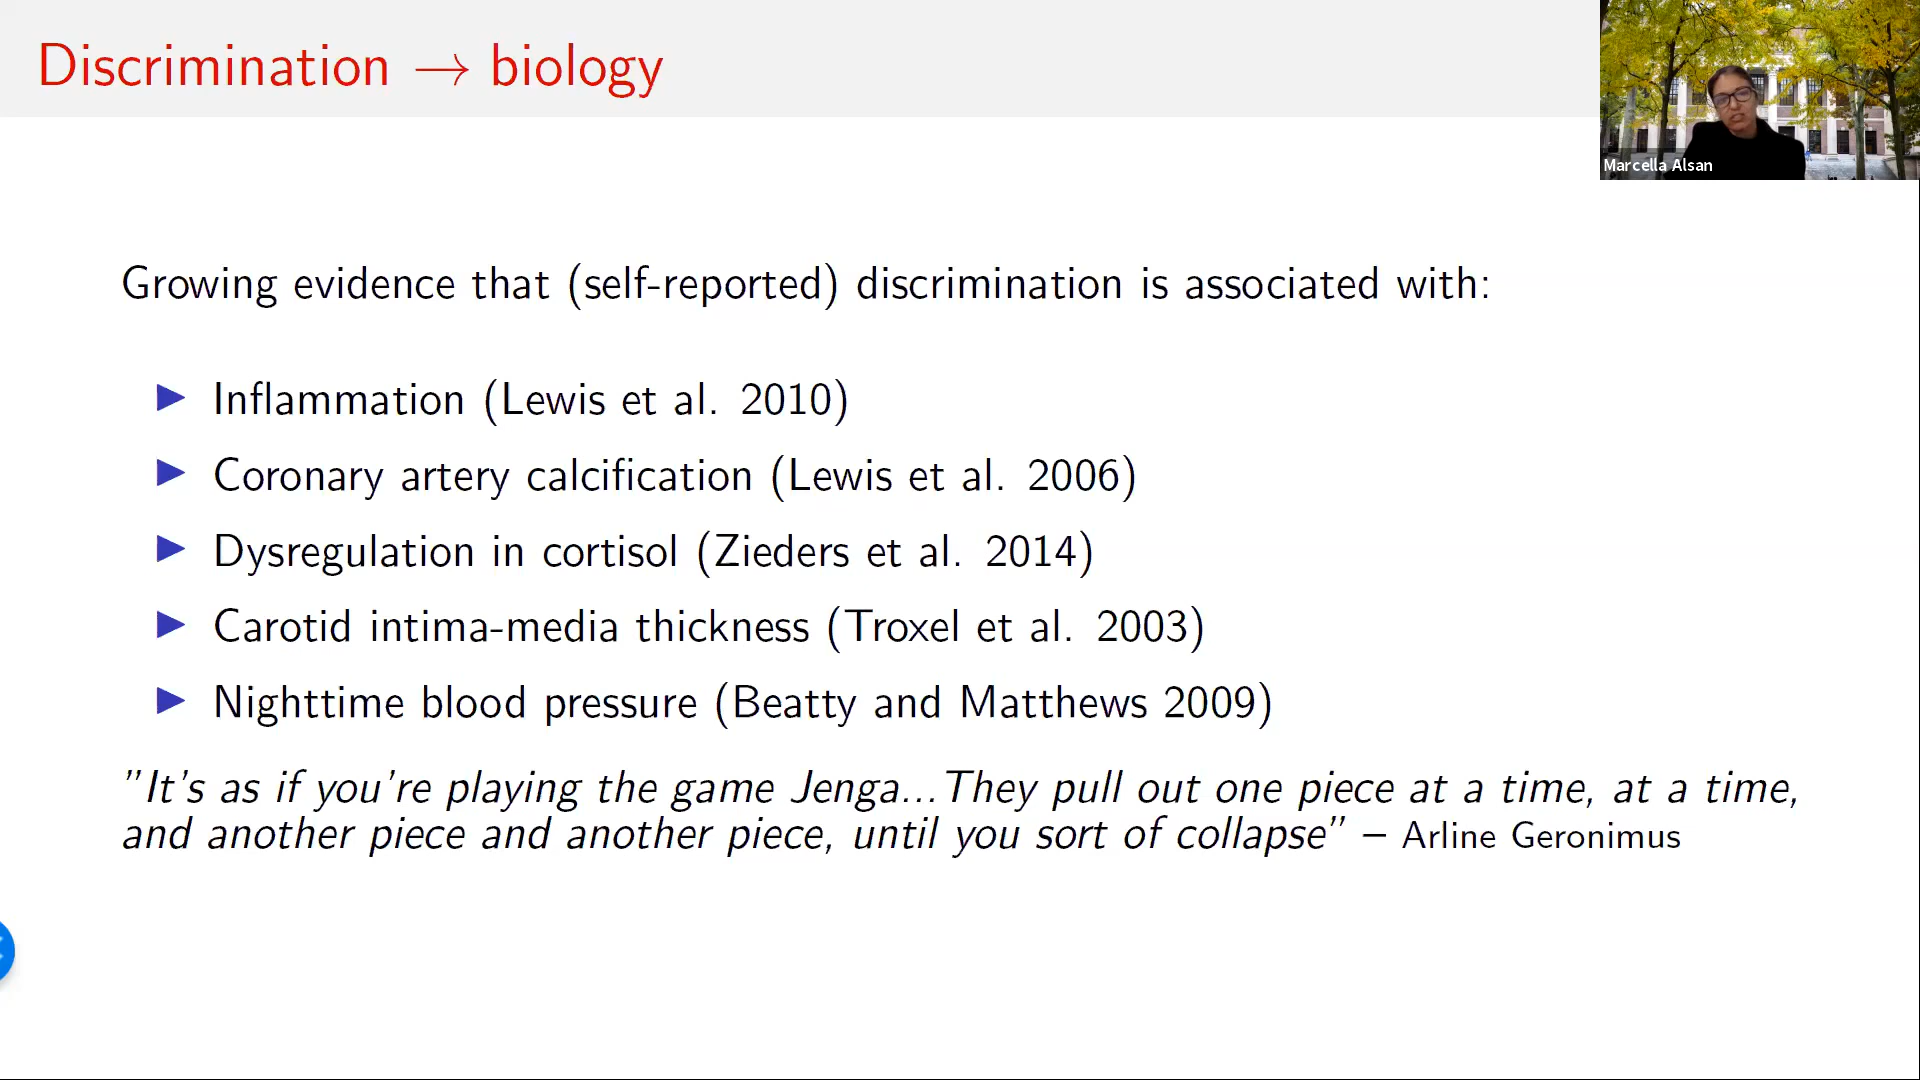 Discrimination → biology
Marcella Alsan
Growing evidence that (self-reported) discrimination is associated with:
▶ Inflammation (Lewis et al. 2010)
▶ Coronary artery calcification (Lewis et al. 2006)
▶ Dysregulation in cortisol (Zieders et al. 2014)
▶ Carotid intima-media thickness (Troxel et al. 2003)
▶ Nighttime blood pressure (Beatty and Matthews 2009)
"It's as if you're playing the game Jenga...They pull out one piece at a time, at a time,
and another piece and another piece, until you sort of collapse" – Arline Geronimus